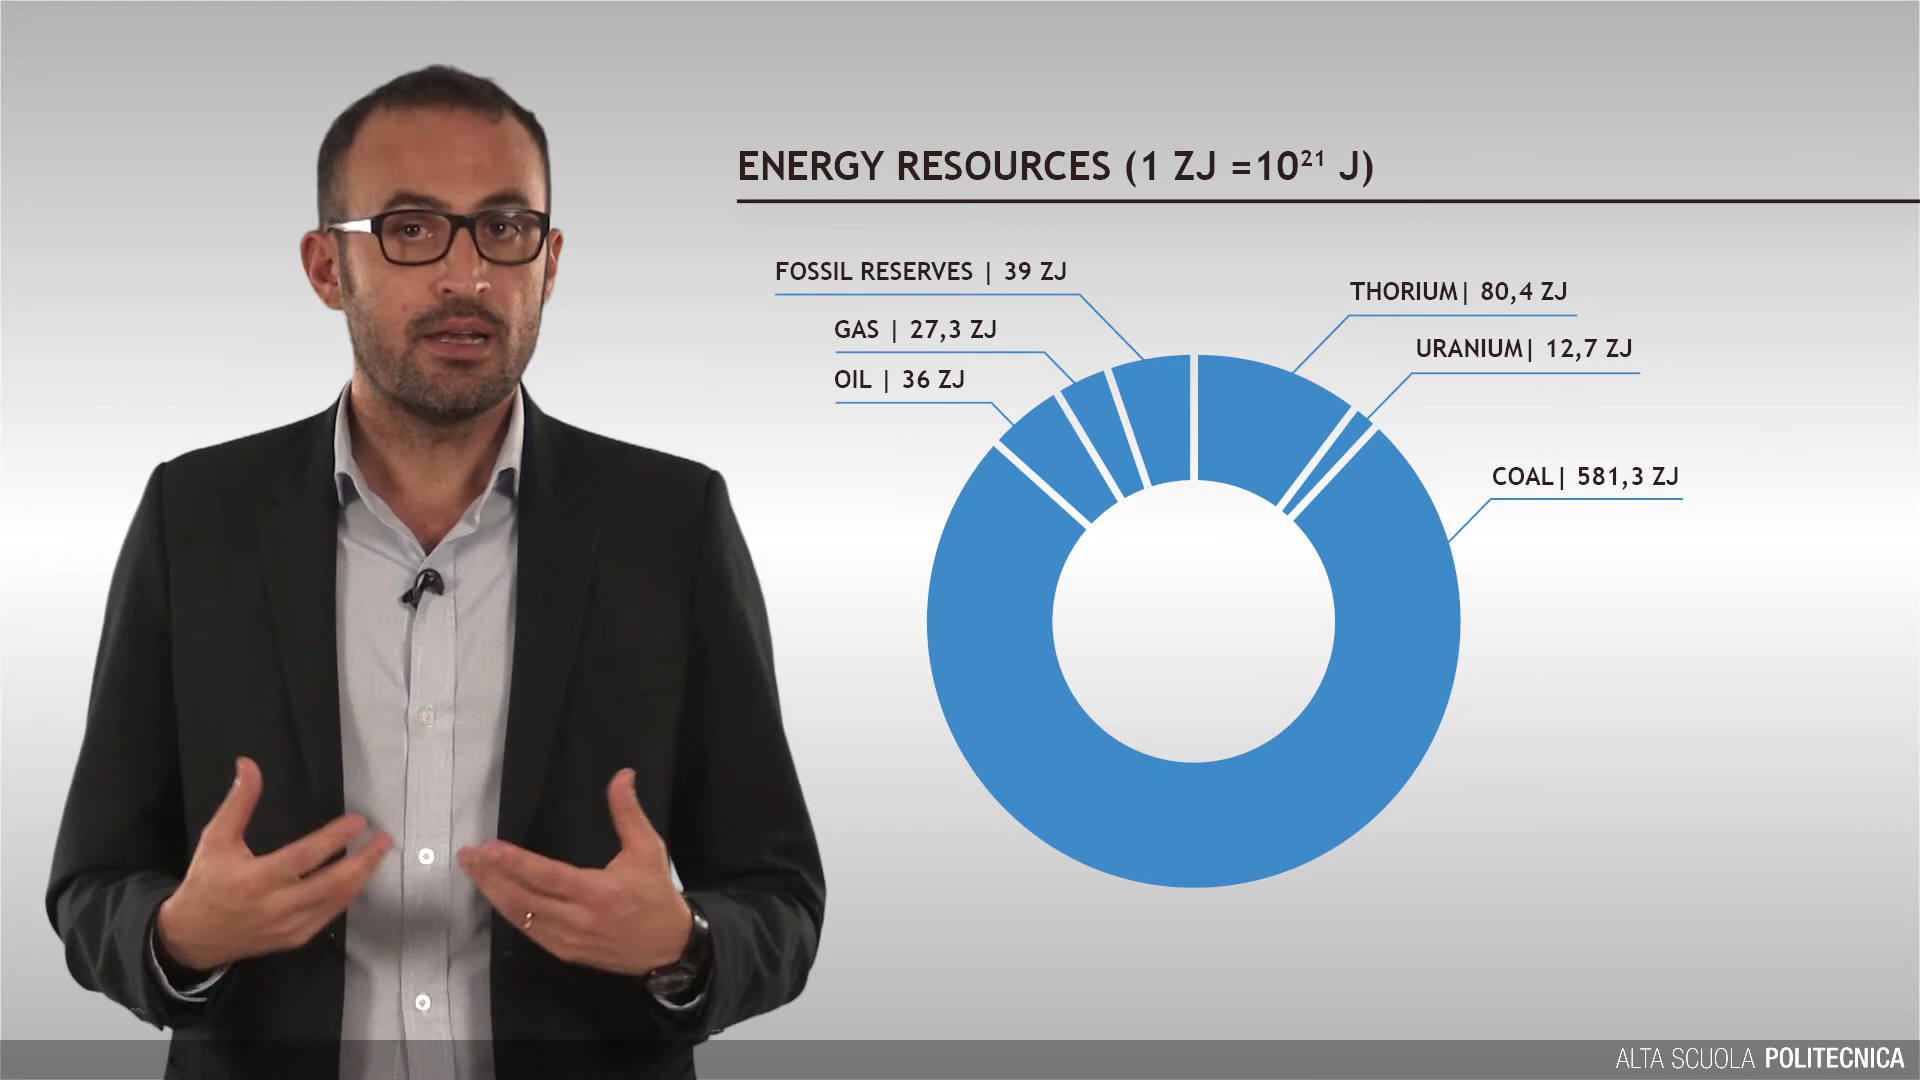 ENERGY RESOURCES (1 ZJ =10²¹ J)
FOSSIL RESERVES | 39 ZJ
GAS | 27,3 ZJ
OIL | 36 ZJ
THORIUM| 80,4 ZJ
URANIUM| 12,7 ZJ
COAL| 581,3 ZJ
ALTA SCUOLA POLITECNICA